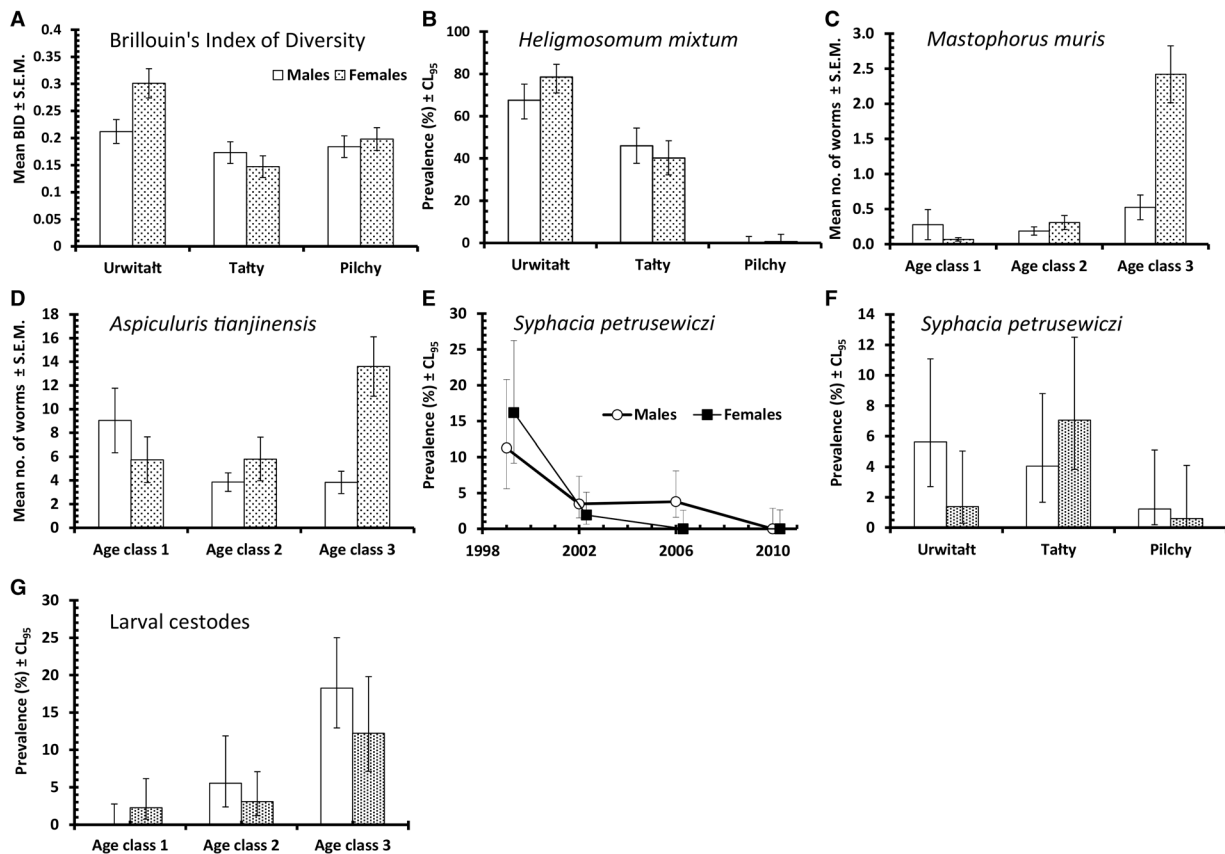 A
Brillouin's Index of Diversity
Males Females
Mean BID ± S.E.M.
0.4
0.35
0.3
0.25
0.2
0.15
0.1
0.05
0
Urwitałt Tałty Pilchy
B
Heligmosomum mixtum
Prevalence (%) ± CL95
100
80
60
40
20
0
Urwitałt Tałty Pilchy
C
Mastophorus muris
Mean no. of worms ± S.E.M.
3.0
2.5
2.0
1.5
1.0
0.5
0.0
Age class 1 Age class 2 Age class 3
D
Aspiculuris tianjinensis
Mean no. of worms ± S.E.M.
18
16
14
12
10
8
6
4
2
0
Age class 1 Age class 2 Age class 3
E
Syphacia petrusewiczi
Males Females
Prevalence (%) ± CL95
30
25
20
15
10
5
0
1998 2002 2006 2010
F
Syphacia petrusewiczi
Prevalence (%) ± CL95
14
12
10
8
6
4
2
0
Urwitałt Tałty Pilchy
G
Larval cestodes
Prevalence (%) ± CL95
30
25
20
15
10
5
0
Age class 1 Age class 2 Age class 3